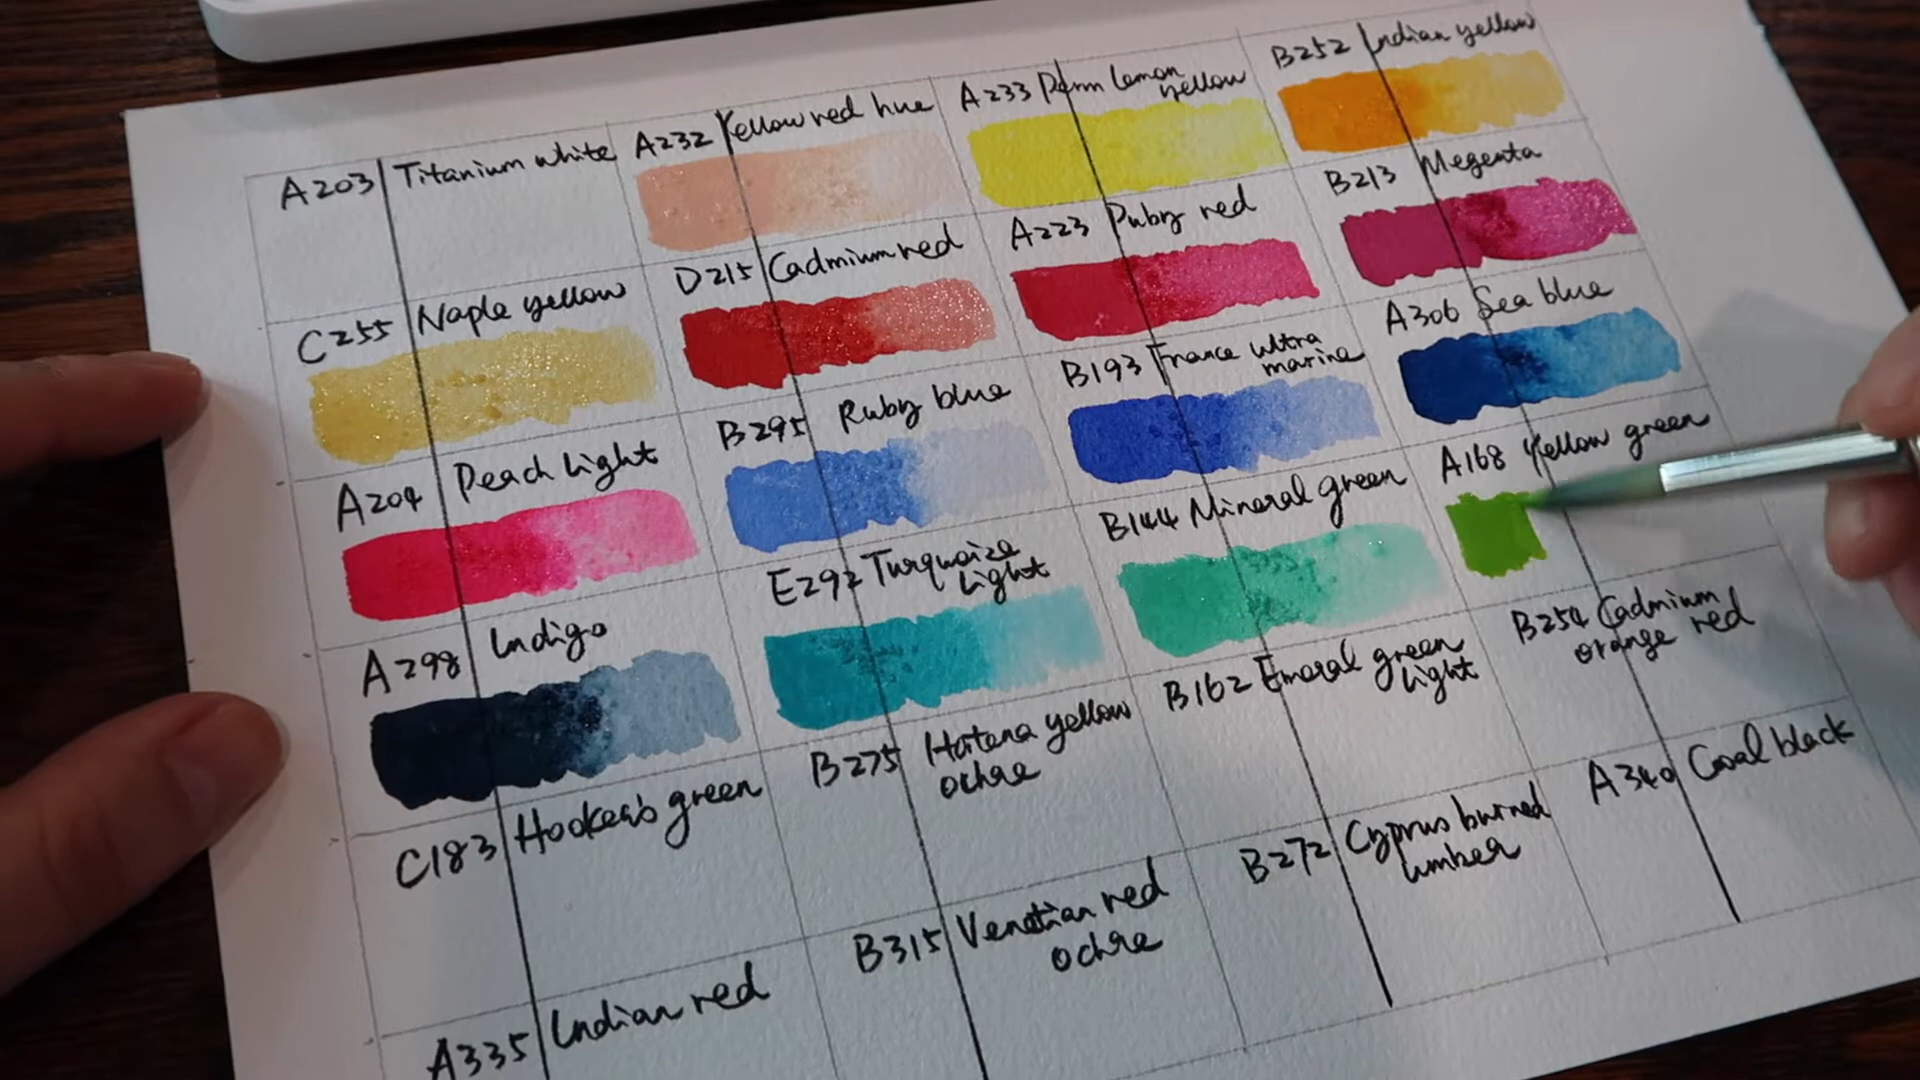 A203 Titanium white
A232 Yellow red hue
A233 Perm lemon
yellow
B252 Indian yellow
C255 Naple yellow
D215 Cadmium red
A223 Ruby red
B213 Megenta
A204 Peach light
B295 Ruby blue
B193 France ultra
marine
A306 Sea blue
A298 Indigo
E292 Turquoize
light
B144 Mineral green
A168 Yellow green
C183 Hooker's green
B275 Hatena yellow
ochre
B162 Emeral green
light
B254 Cadmium
orange red
A335 Indian red
B315 Venetian red
ochre
B272 Cyprus burned
umber
A340 Coal black